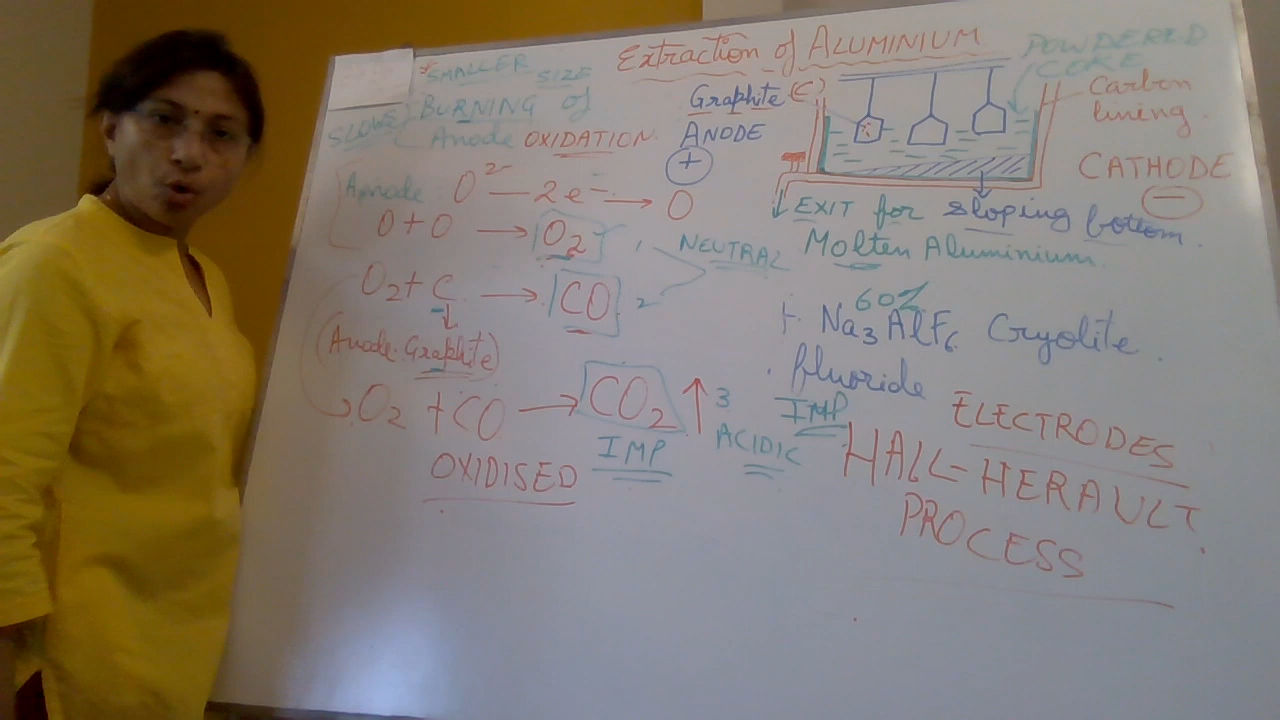 Extraction of ALUMINIUM
* SMALLER SIZE
SLOWS BURNING of
Anode OXIDATION
Graphite (C)
ANODE
+
POWDERED
CORE
Carbon
lining.
CATHODE
−
EXIT for sloping bottom.
Molten Aluminium.
Anode O²⁻ — 2e⁻ → O
O + O → O₂ 1
O₂ + C → CO 2
NEUTRAL
(Anode Graphite)
O₂ + CO → CO₂ ↑ 3
OXIDISED
IMP
ACIDIC
60%
+ Na₃AlF₆ Cryolite.
fluoride
IMP
ELECTRODES
HALL-HERAULT.
PROCESS